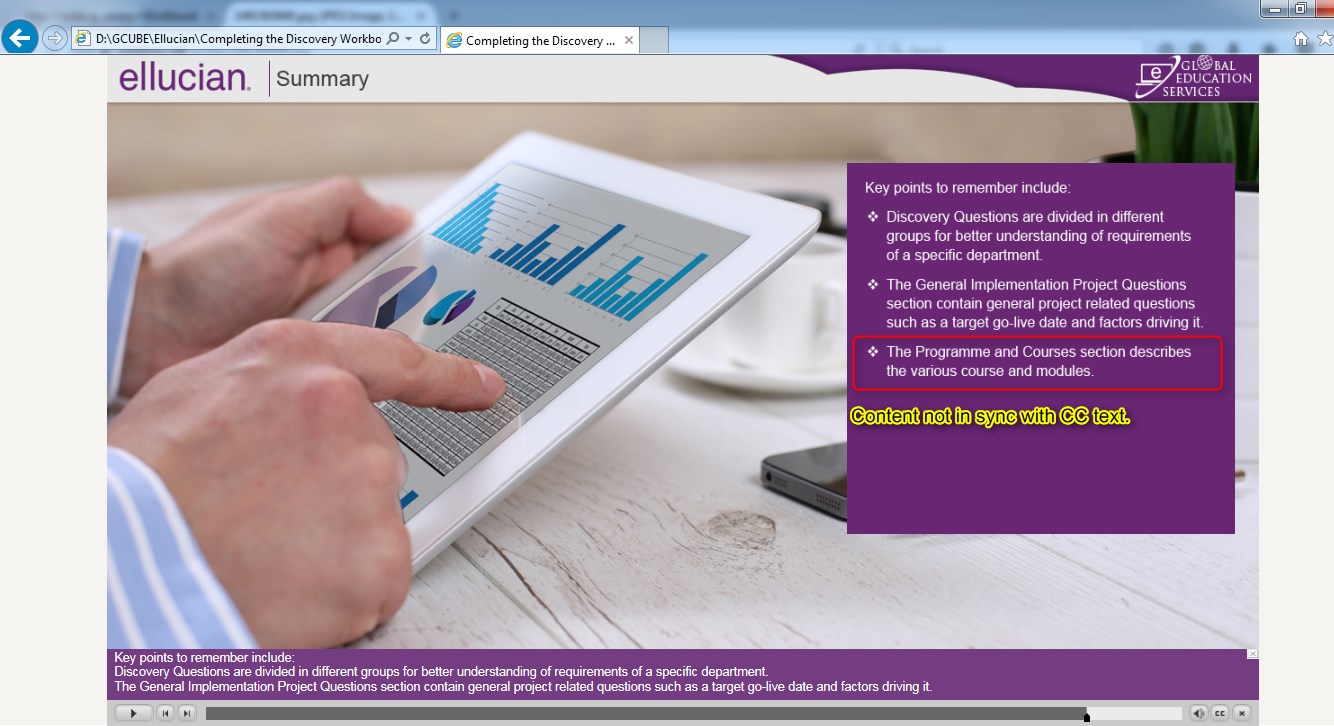 D:\GCUBE\Ellucian\Completing the Discovery Workbo
Completing the Discovery ...
ellucian.
Summary
GLOBAL
EDUCATION
SERVICES
Key points to remember include:
❖ Discovery Questions are divided in different
groups for better understanding of requirements
of a specific department.
❖ The General Implementation Project Questions
section contain general project related questions
such as a target go-live date and factors driving it.
❖ The Programme and Courses section describes
the various course and modules.
Content not in sync with CC text.
Key points to remember include:
Discovery Questions are divided in different groups for better understanding of requirements of a specific department.
The General Implementation Project Questions section contain general project related questions such as a target go-live date and factors driving it.
CC